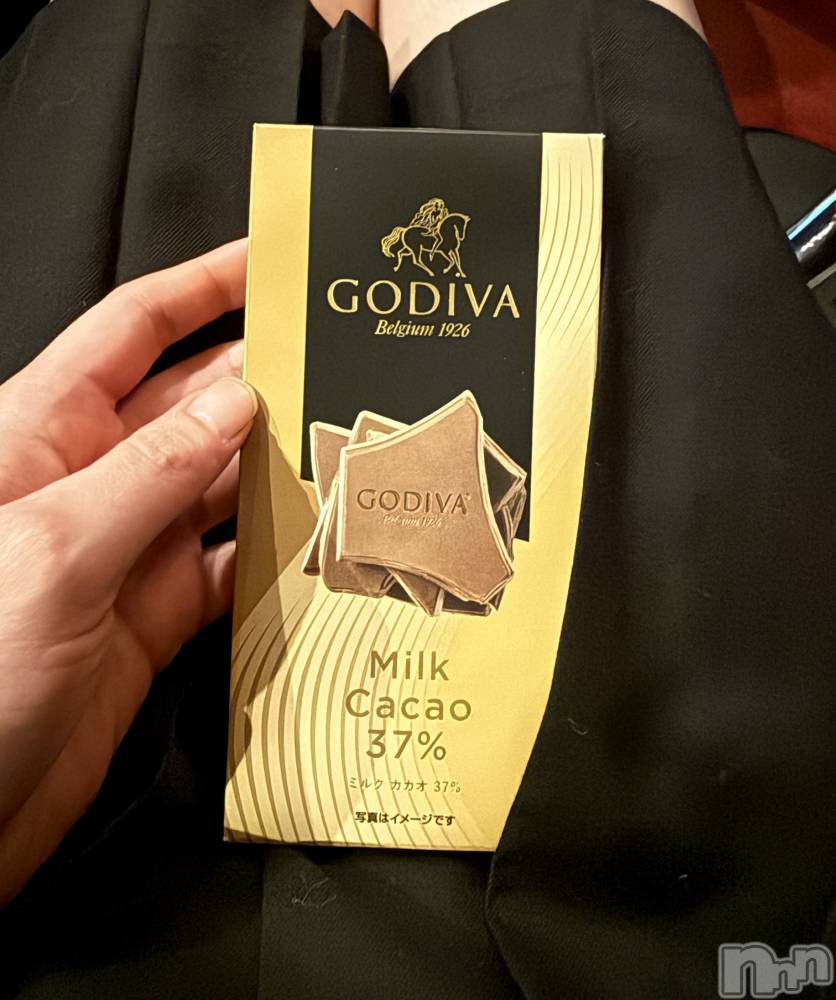 GODIVA
Belgium 1926
GODIVA
Belgium 1926
Milk
Cacao
37%
ミルク カカオ 37%
写真はイメージです
nnn